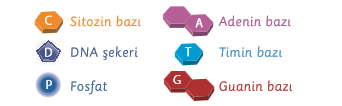 C Sitozin bazı
A Adenin bazı
D DNA şekeri
T Timin bazı
P Fosfat
G Guanin bazı